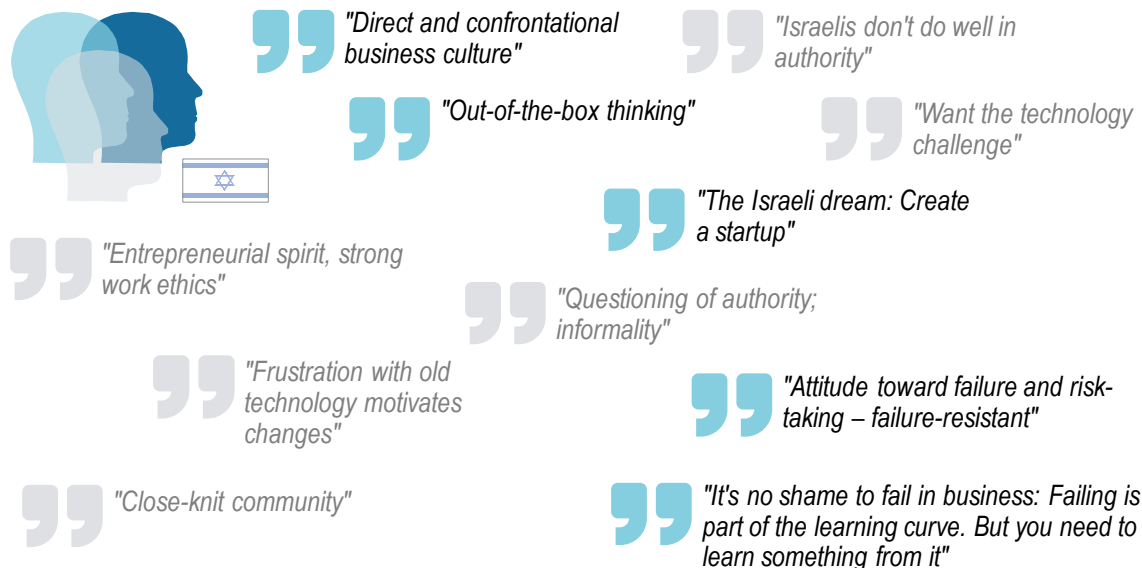 "Direct and confrontational
business culture"
"Israelis don't do well in
authority"
"Out-of-the-box thinking"
"Want the technology
challenge"
"The Israeli dream: Create
a startup"
"Entrepreneurial spirit, strong
work ethics"
"Questioning of authority;
informality"
"Frustration with old
technology motivates
changes"
"Attitude toward failure and risk-
taking – failure-resistant"
"Close-knit community"
"It's no shame to fail in business: Failing is
part of the learning curve. But you need to
learn something from it"